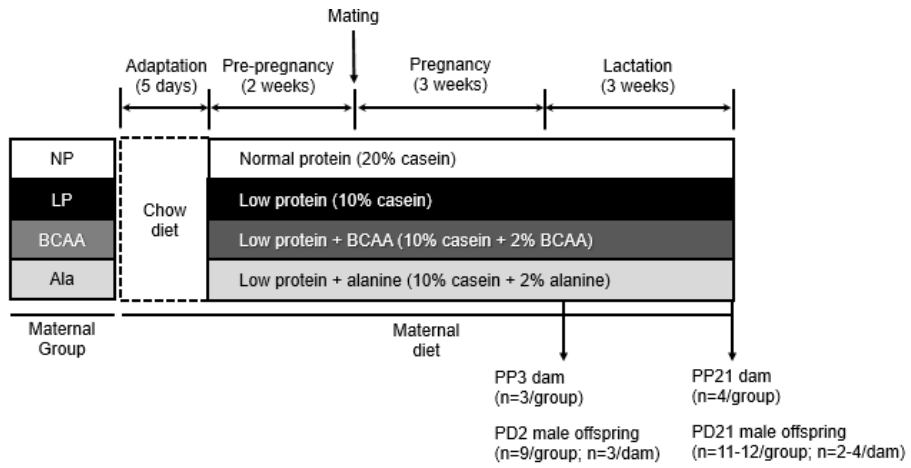 Mating
Adaptation
(5 days)
Pre-pregnancy
(2 weeks)
Pregnancy
(3 weeks)
Lactation
(3 weeks)
NP
Normal protein (20% casein)
LP
Low protein (10% casein)
Chow
diet
BCAA
Low protein + BCAA (10% casein + 2% BCAA)
Ala
Low protein + alanine (10% casein + 2% alanine)
Maternal
Group
Maternal
diet
PP3 dam
(n=3/group)
PD2 male offspring
(n=9/group; n=3/dam)
PP21 dam
(n=4/group)
PD21 male offspring
(n=11-12/group; n=2-4/dam)